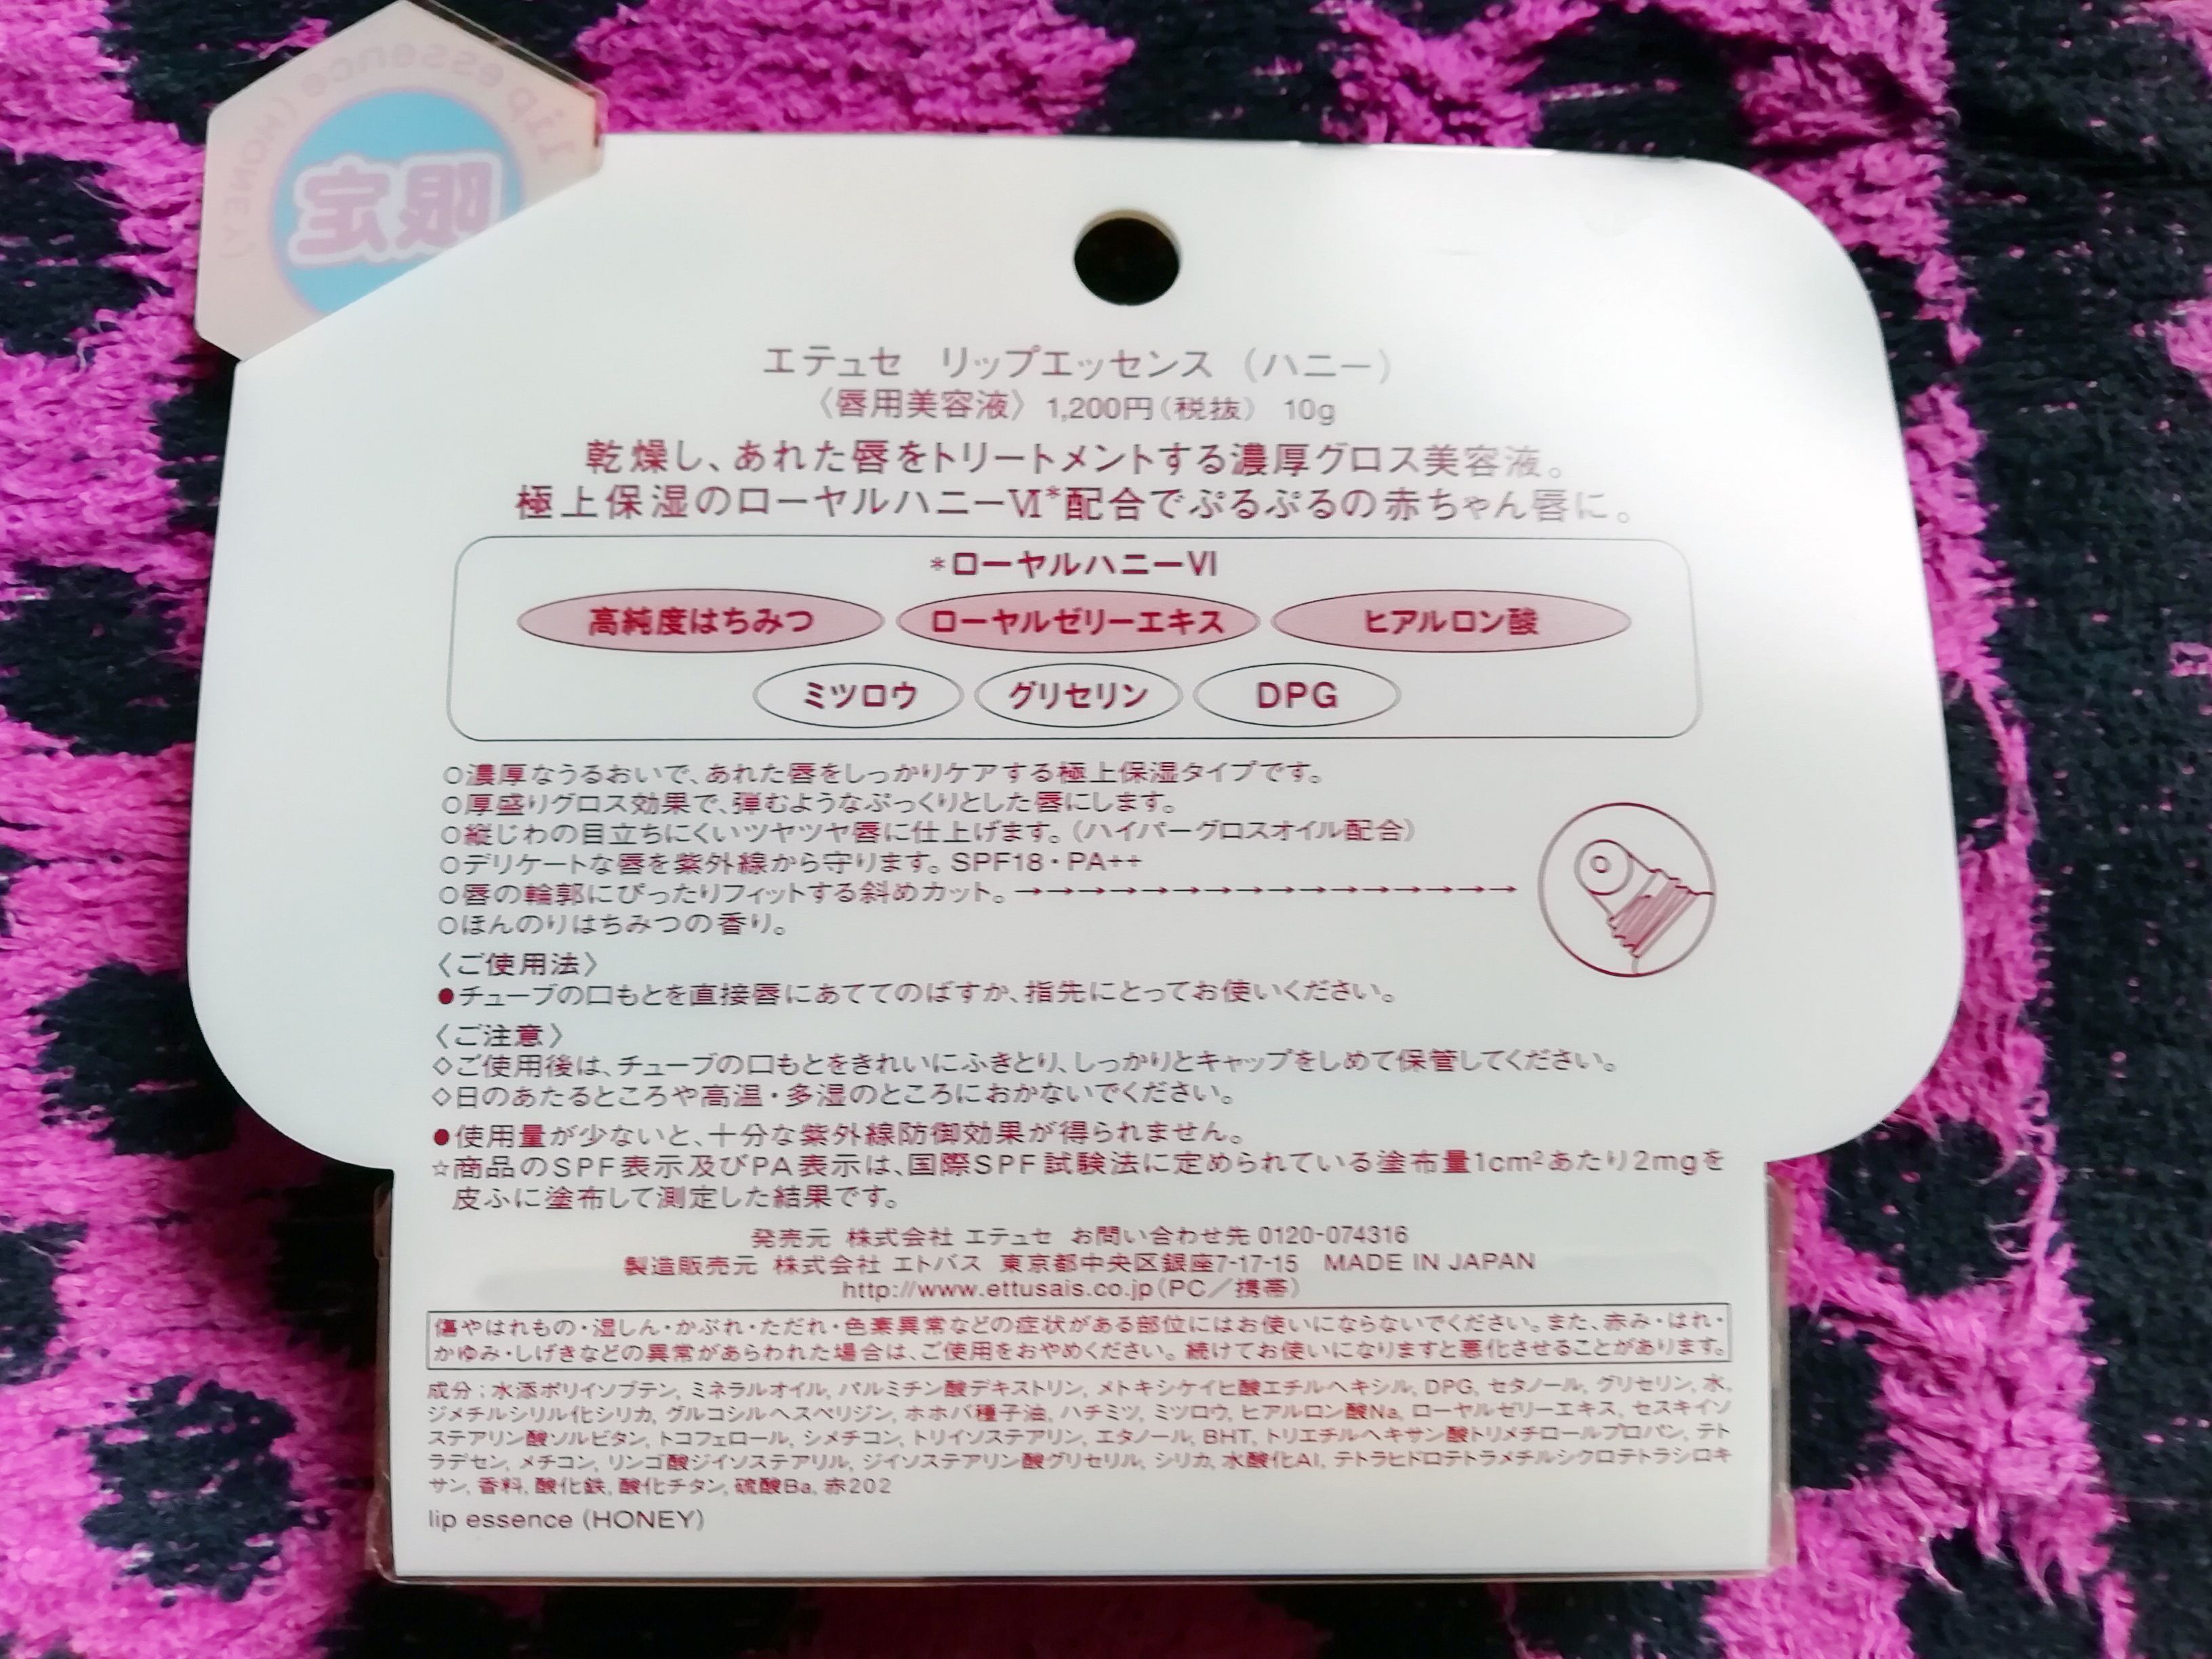 lip essence (HONEY)
限定
エテュセ リップエッセンス（ハニー）
〈唇用美容液〉1,200円（税抜） 10g
乾燥し、あれた唇をトリートメントする濃厚グロス美容液。
極上保湿のローヤルハニーⅥ*配合でぷるぷるの赤ちゃん唇に。
*ローヤルハニーⅥ
高純度はちみつ ローヤルゼリーエキス ヒアルロン酸
ミツロウ グリセリン DPG
○濃厚なうるおいで、あれた唇をしっかりケアする極上保湿タイプです。
○厚盛りグロス効果で、弾むようなぷっくりとした唇にします。
○縦じわの目立ちにくいツヤツヤ唇に仕上げます。（ハイパーグロスオイル配合）
○デリケートな唇を紫外線から守ります。SPF18・PA++
○唇の輪郭にぴったりフィットする斜めカット。→→→→→→→→→→→→→→→→
○ほんのりはちみつの香り。
〈ご使用法〉
●チューブの口もとを直接唇にあててのばすか、指先にとってお使いください。
〈ご注意〉
◇ご使用後は、チューブの口もとをきれいにふきとり、しっかりとキャップをしめて保管してください。
◇日のあたるところや高温・多湿のところにおかないでください。
●使用量が少ないと、十分な紫外線防御効果が得られません。
☆商品のSPF表示及びPA表示は、国際SPF試験法に定められている塗布量1cm²あたり2mgを
皮ふに塗布して測定した結果です。
発売元 株式会社 エテュセ お問い合わせ先 0120-074316
製造販売元 株式会社 エトバス 東京都中央区銀座7-17-15 MADE IN JAPAN
http://www.ettusais.co.jp（PC／携帯）
傷やはれもの・湿しん・かぶれ・ただれ・色素異常などの症状がある部位にはお使いにならないでください。また、赤み・はれ・
かゆみ・しげきなどの異常があらわれた場合は、ご使用をおやめください。続けてお使いになりますと悪化させることがあります。
成分：水添ポリイソブテン, ミネラルオイル, パルミチン酸デキストリン, メトキシケイヒ酸エチルヘキシル, DPG, セタノール, グリセリン, 水,
ジメチルシリル化シリカ, グルコシルヘスペリジン, ホホバ種子油, ハチミツ, ミツロウ, ヒアルロン酸Na, ローヤルゼリーエキス, セスキイソ
ステアリン酸ソルビタン, トコフェロール, シメチコン, トリイソステアリン, エタノール, BHT, トリエチルヘキサン酸トリメチロールプロパン, テト
ラデセン, メチコン, リンゴ酸ジイソステアリル, ジイソステアリン酸グリセリル, シリカ, 水酸化Al, テトラヒドロテトラメチルシクロテトラシロキ
サン, 香料, 酸化鉄, 酸化チタン, 硫酸Ba, 赤202
lip essence (HONEY)